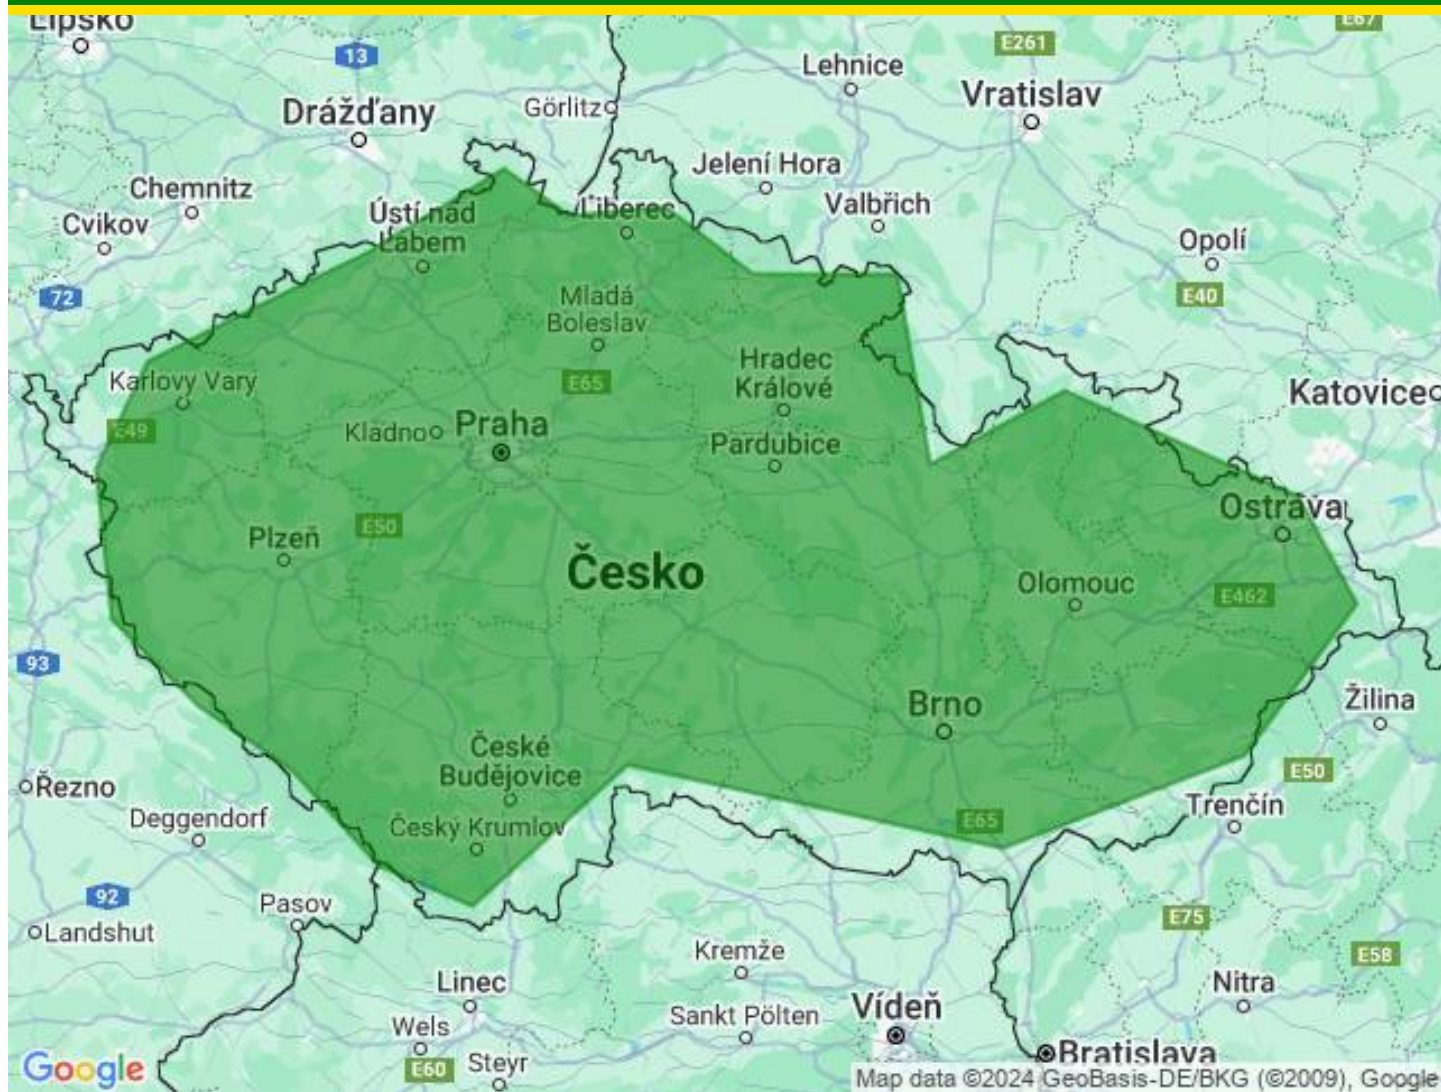 Lipsko
E67
13
E261
Lehnice
Drážďany
Görlitz
Vratislav
Jelení Hora
Chemnitz
Valbřich
Cvikov
Ústí nad
Labem
Liberec
Opolí
72
Mladá
Boleslav
E40
Hradec
Králové
Karlovy Vary
E65
Katovice
E49
Kladno
Praha
Pardubice
Ostrava
E50
Plzeň
Česko
Olomouc
E462
93
Brno
Žilina
České
Budějovice
E50
Řezno
Deggendorf
Český Krumlov
E65
Trenčín
92
Pasov
Landshut
E75
Kremže
E58
Linec
Nitra
Wels
Sankt Pölten
Vídeň
Google
E60
Steyr
Bratislava
Map data ©2024 GeoBasis-DE/BKG (©2009), Google